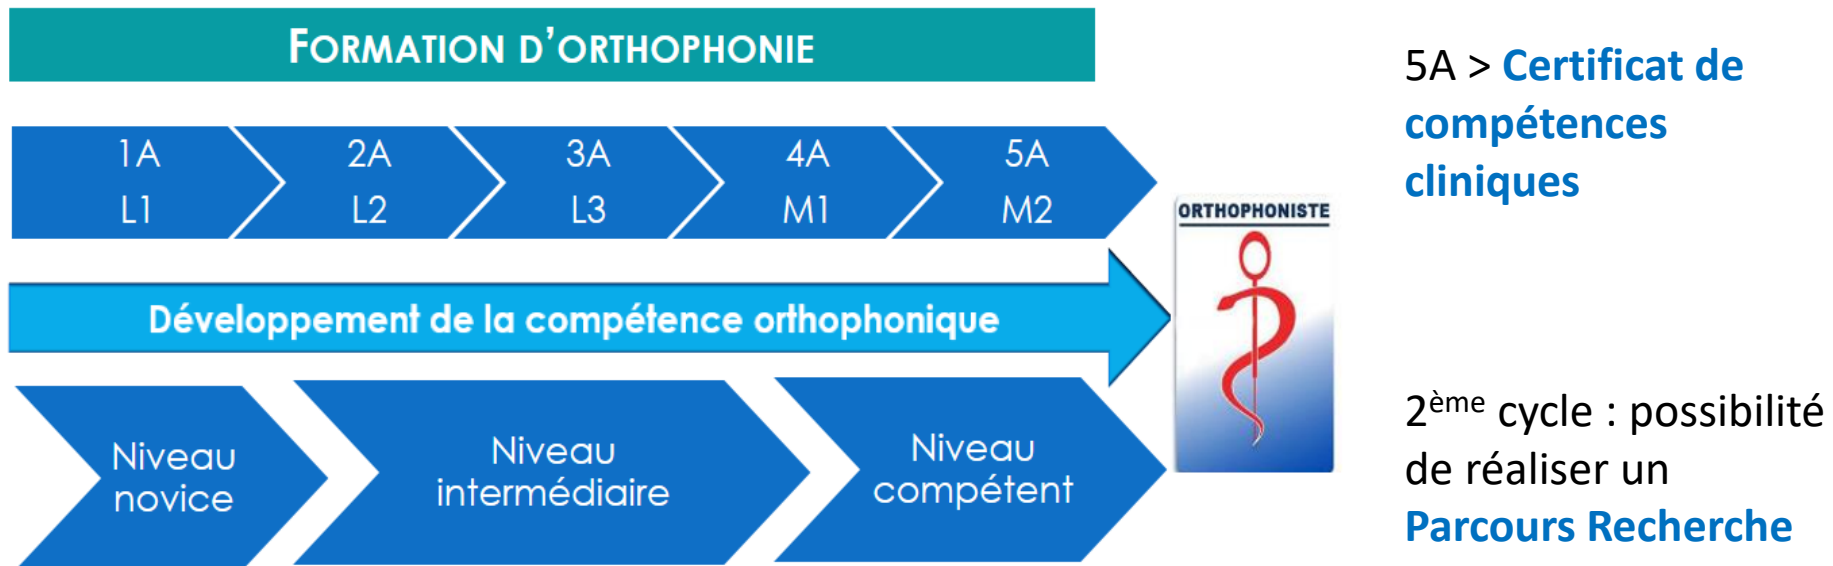 FORMATION D'ORTHOPHONIE
1A
L1
2A
L2
3A
L3
4A
M1
5A
M2
Développement de la compétence orthophonique
Niveau
novice
Niveau
intermédiaire
Niveau
compétent
ORTHOPHONISTE
5A > Certificat de
compétences
cliniques
2ème cycle : possibilité
de réaliser un
Parcours Recherche